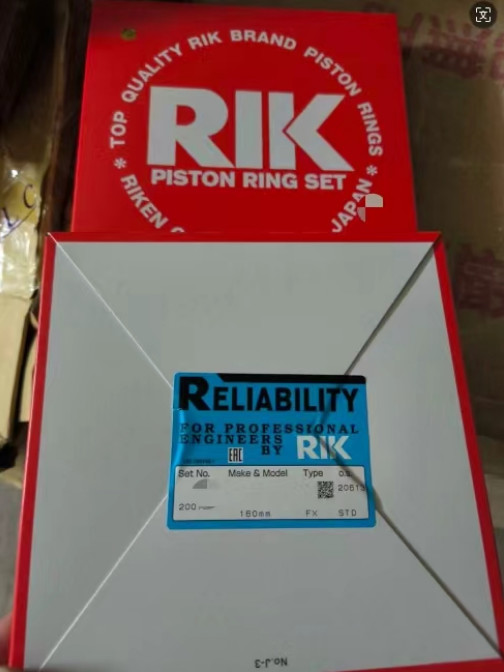 * TOP QUALITY RIK BRAND PISTON RINGS *
RIK
PISTON RING SET
RIKEN
JAPAN
RELIABILITY
FOR PROFESSIONAL
ENGINEERS BY RIK
EAC
Set No. Make & Model Type O.S.
20613
200
160mm FX STD
No.J-3